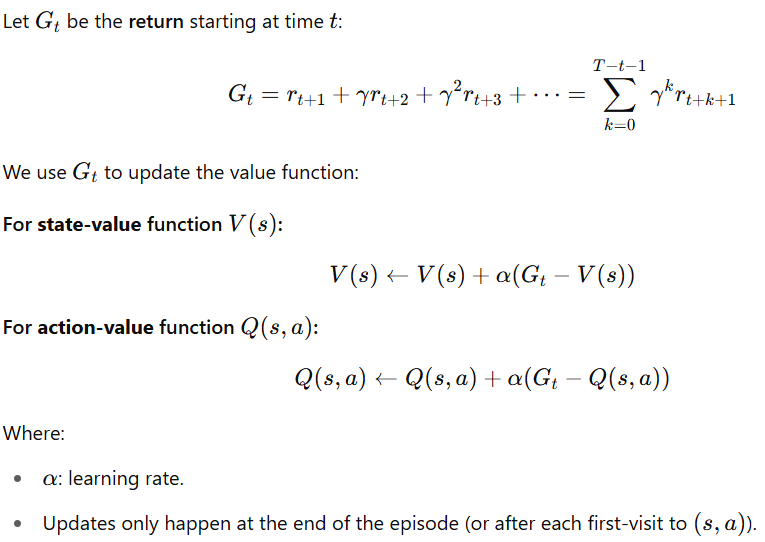 Let $G_t$ be the **return** starting at time $t$:
$$G_t = r_{t+1} + \gamma r_{t+2} + \gamma^2 r_{t+3} + \cdots = \sum_{k=0}^{T-t-1} \gamma^k r_{t+k+1}$$
We use $G_t$ to update the value function:
**For state-value function** $V(s)$**:**
$$V(s) \leftarrow V(s) + \alpha(G_t - V(s))$$
**For action-value function** $Q(s, a)$**:**
$$Q(s, a) \leftarrow Q(s, a) + \alpha(G_t - Q(s, a))$$
Where:
• $\alpha$: learning rate.
• Updates only happen at the end of the episode (or after each first-visit to $(s, a)$).